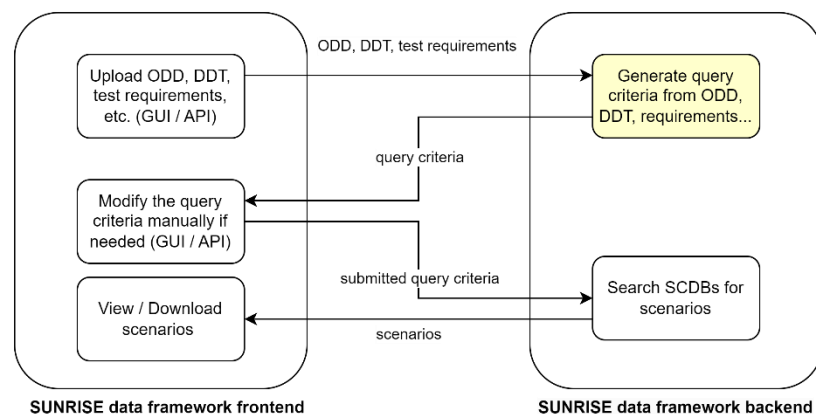 ODD, DDT, test requirements
Upload ODD, DDT,
test requirements,
etc. (GUI / API)
Generate query
criteria from ODD,
DDT, requirements...
query criteria
Modify the query
criteria manually if
needed (GUI / API)
submitted query criteria
Search SCDBs for
scenarios
View / Download
scenarios
scenarios
SUNRISE data framework frontend
SUNRISE data framework backend